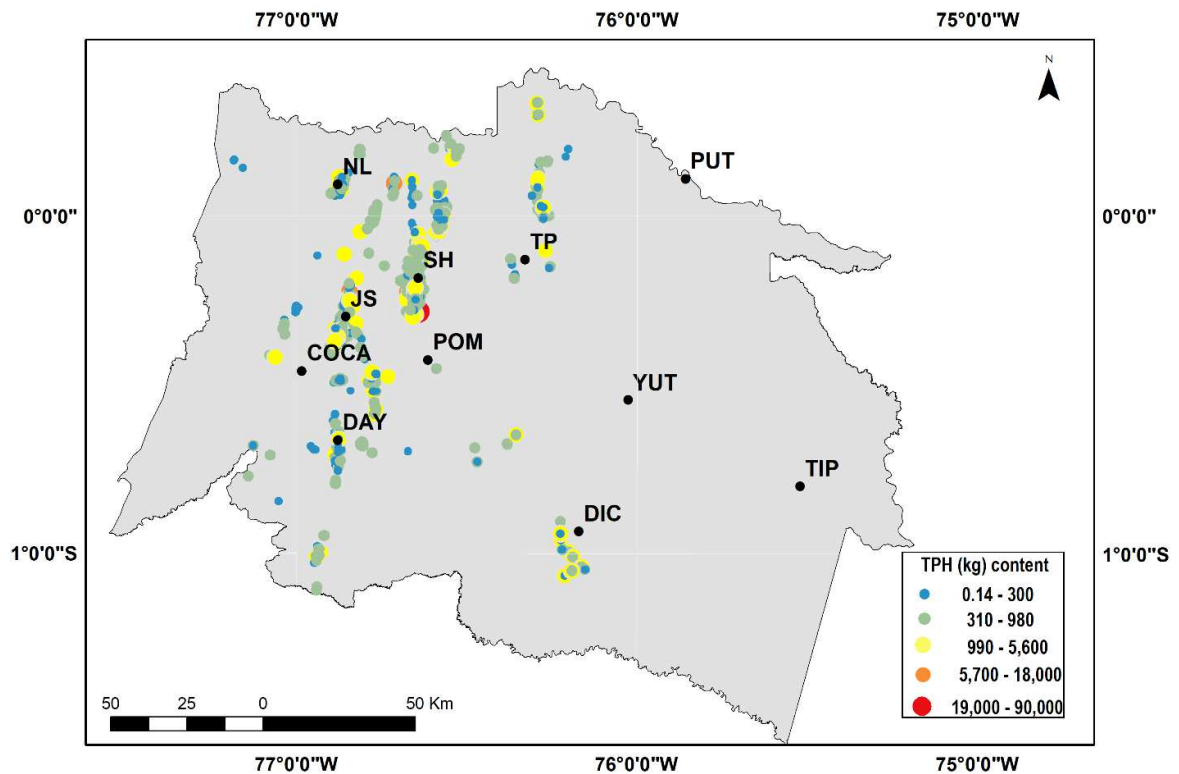 77°0'0"W 76°0'0"W 75°0'0"W
N
NL
PUT
0°0'0"
0°0'0"
TP
SH
JS
POM
COCA
YUT
DAY
TIP
DIC
1°0'0"S
1°0'0"S
TPH (kg) content
0.14 - 300
310 - 980
990 - 5,600
5,700 - 18,000
19,000 - 90,000
50 25 0 50 Km
77°0'0"W 76°0'0"W 75°0'0"W